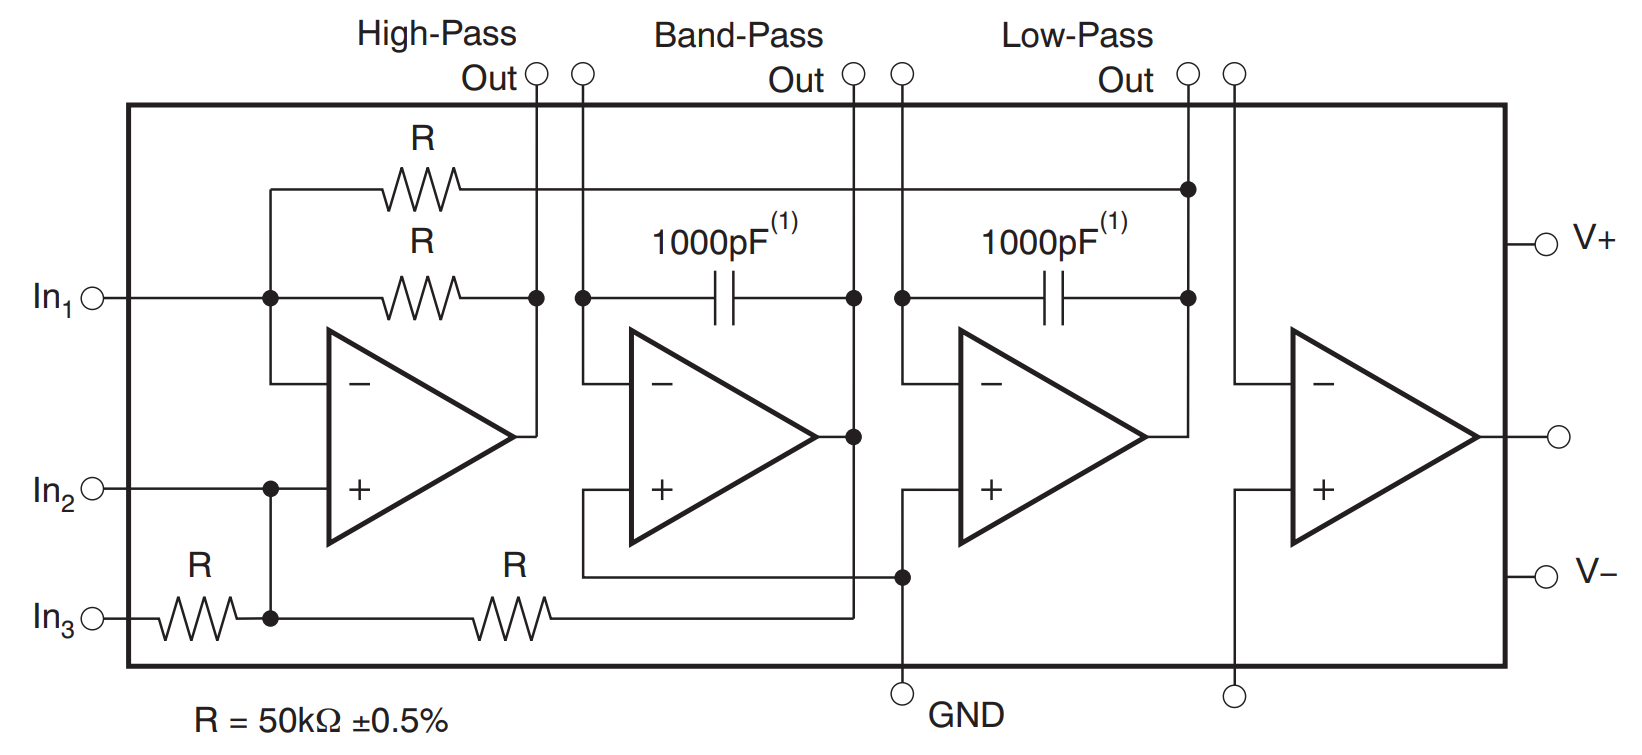 High-Pass
Out
Band-Pass
Out
Low-Pass
Out
R
R
1000pF(1)
1000pF(1)
V+
In1
−
−
−
−
In2
+
+
+
+
R
R
V−
In3
GND
R = 50kΩ ±0.5%